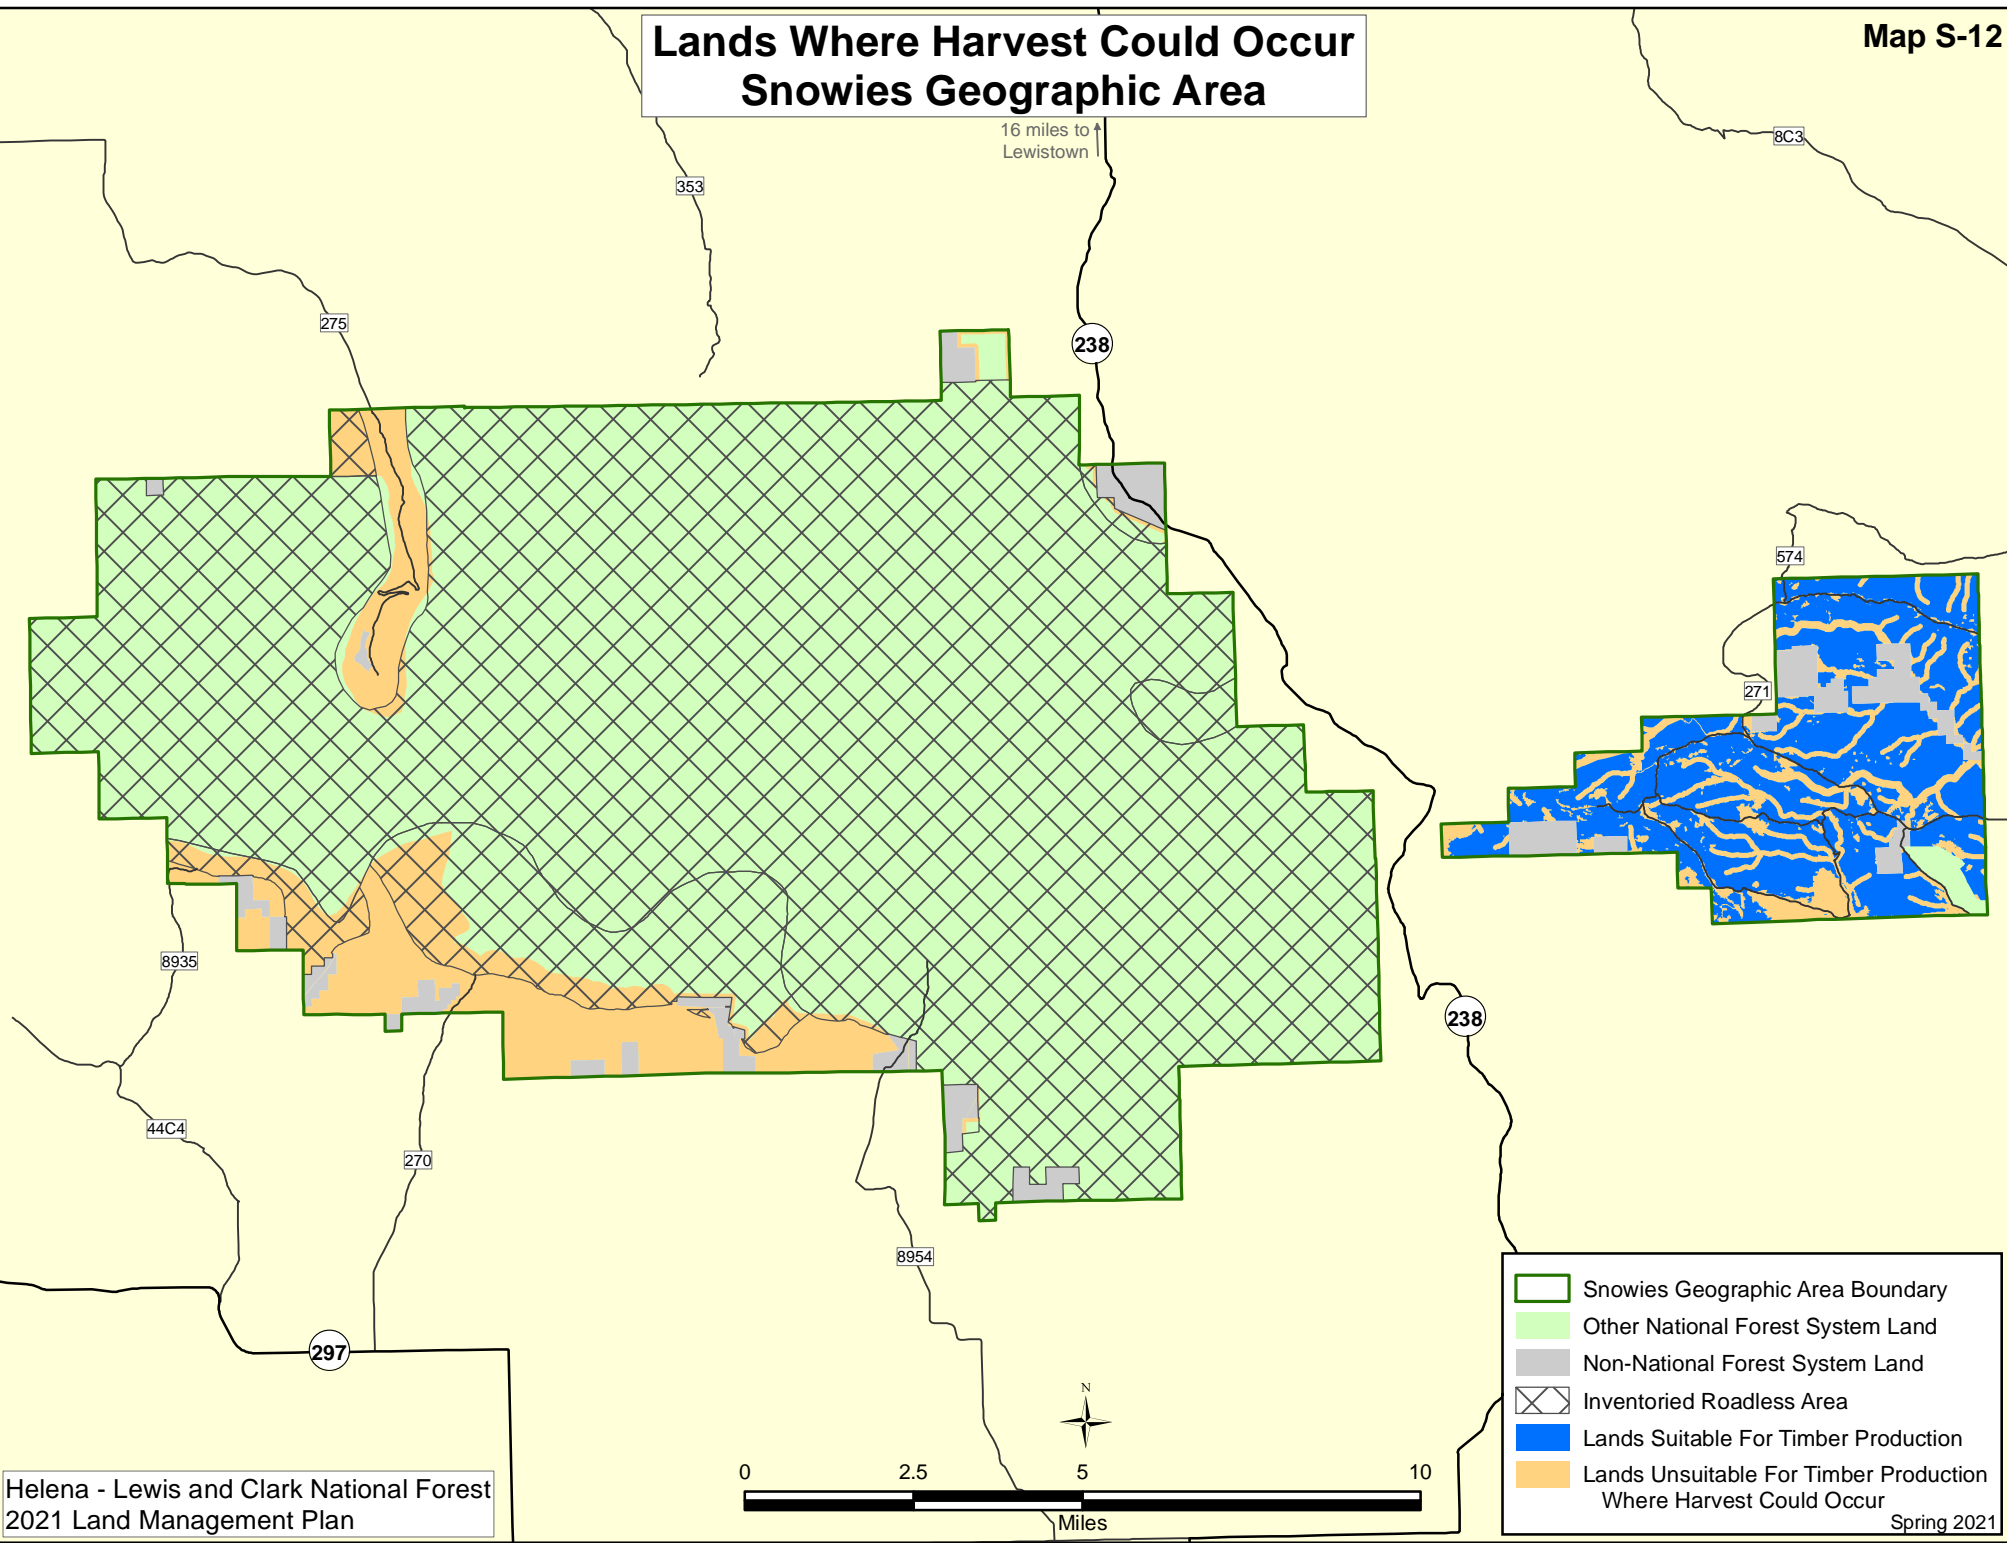 Lands Where Harvest Could Occur
Snowies Geographic Area
Map S-12
16 miles to
Lewistown
8C3
353
275
238
574
271
8935
238
44C4
270
8954
297
N
0 2.5 5 10
Miles
Snowies Geographic Area Boundary
Other National Forest System Land
Non-National Forest System Land
Inventoried Roadless Area
Lands Suitable For Timber Production
Lands Unsuitable For Timber Production
Where Harvest Could Occur
Spring 2021
Helena - Lewis and Clark National Forest
2021 Land Management Plan